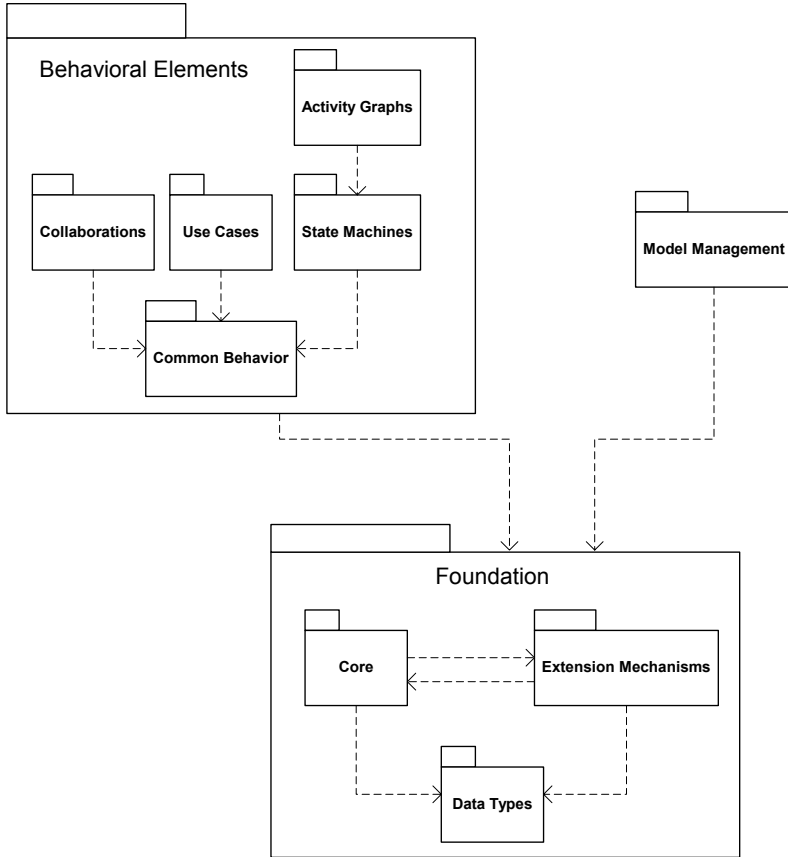 Behavioral Elements
Activity Graphs
Collaborations
Use Cases
State Machines
Model Management
Common Behavior
Foundation
Core
Extension Mechanisms
Data Types